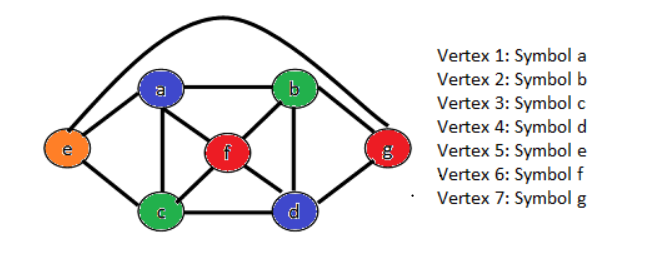 a
b
e
f
g
c
d
Vertex 1: Symbol a
Vertex 2: Symbol b
Vertex 3: Symbol c
Vertex 4: Symbol d
Vertex 5: Symbol e
Vertex 6: Symbol f
Vertex 7: Symbol g